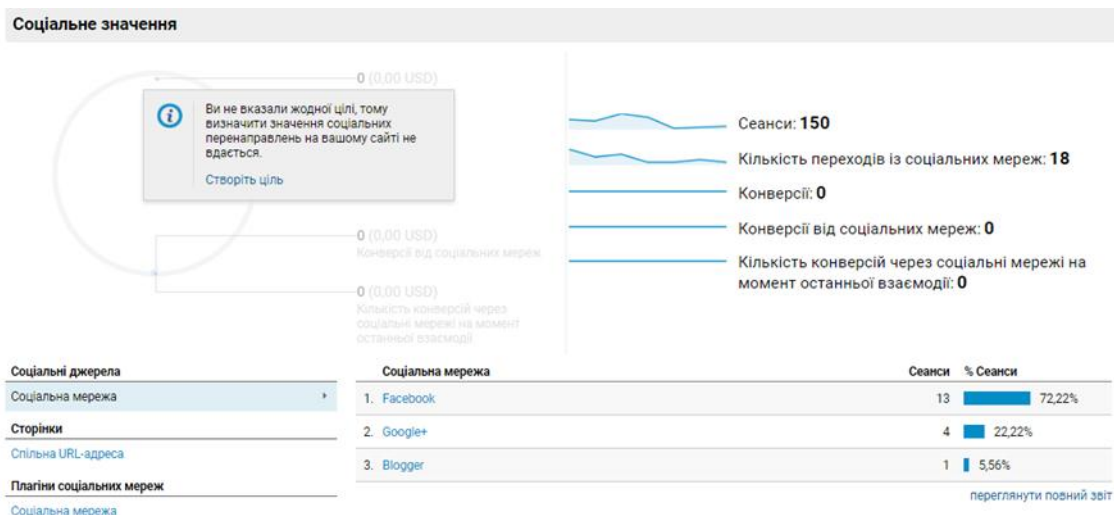 Соціальне значення
0 (0,00 USD)
Ви не вказали жодної цілі, тому
визначити значення соціальних
перенаправлень на вашому сайті не
вдається.
Створіть ціль
0 (0,00 USD)
Конверсії від соціальних мереж
0 (0,00 USD)
Кількість конверсій через
соціальні мережі на момент
останньої взаємодії
Сеанси: 150
Кількість переходів із соціальних мереж: 18
Конверсії: 0
Конверсії від соціальних мереж: 0
Кількість конверсій через соціальні мережі на
момент останньої взаємодії: 0
Соціальні джерела
Соціальна мережа
Сторінки
Спільна URL-адреса
Плагіни соціальних мереж
Соціальна мережа
Соціальна мережа Сеанси % Сеанси
1. Facebook 13 72,22%
2. Google+ 4 22,22%
3. Blogger 1 5,56%
переглянути повний звіт